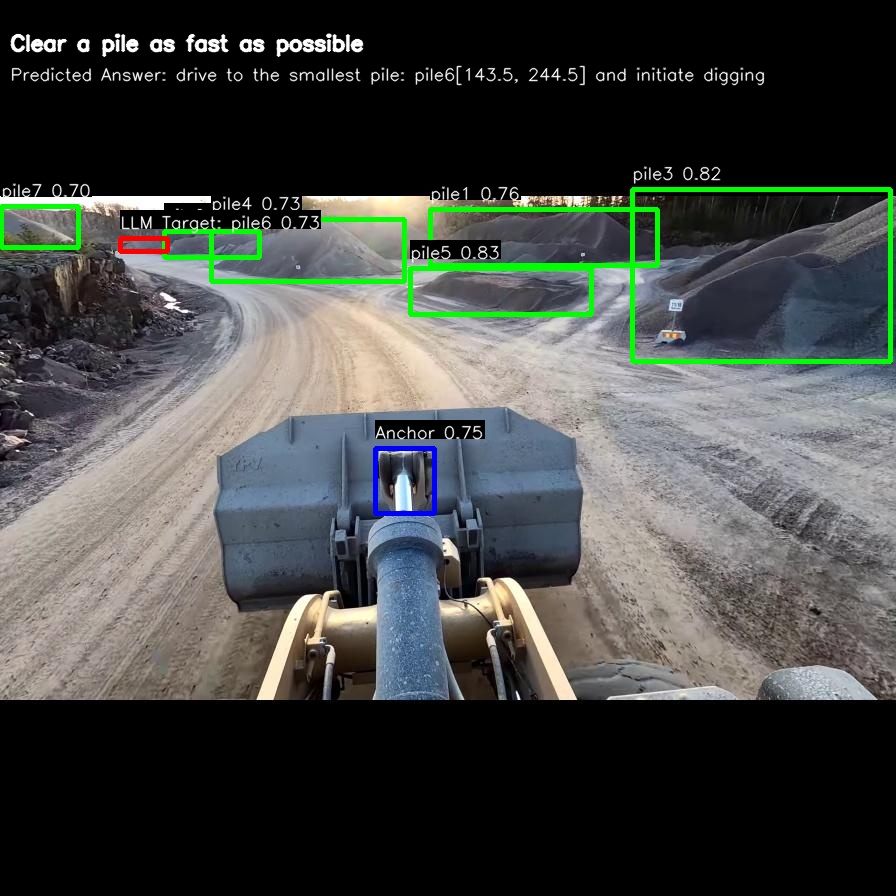 Clear a pile as fast as possible
Predicted Answer: drive to the smallest pile: pile6[143.5, 244.5] and initiate digging
pile3 0.82
pile7 0.70
pile1 0.76
pile4 0.73
LLM Target: pile6 0.73
pile5 0.83
Anchor 0.75